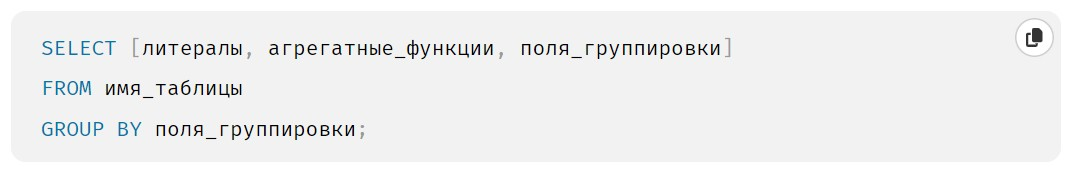 SELECT [литералы, агрегатные_функции, поля_группировки]
FROM имя_таблицы
GROUP BY поля_группировки;